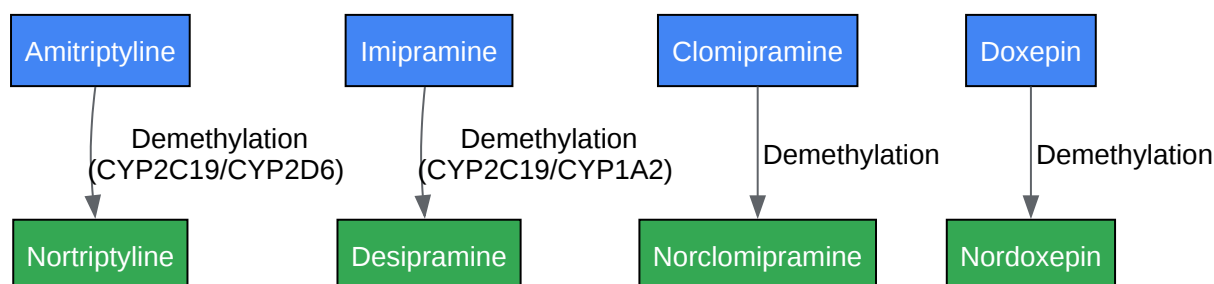 Amitriptyline
Imipramine
Clomipramine
Doxepin
Demethylation
(CYP2C19/CYP2D6)
Demethylation
(CYP2C19/CYP1A2)
Demethylation
Demethylation
Nortriptyline
Desipramine
Norclomipramine
Nordoxepin